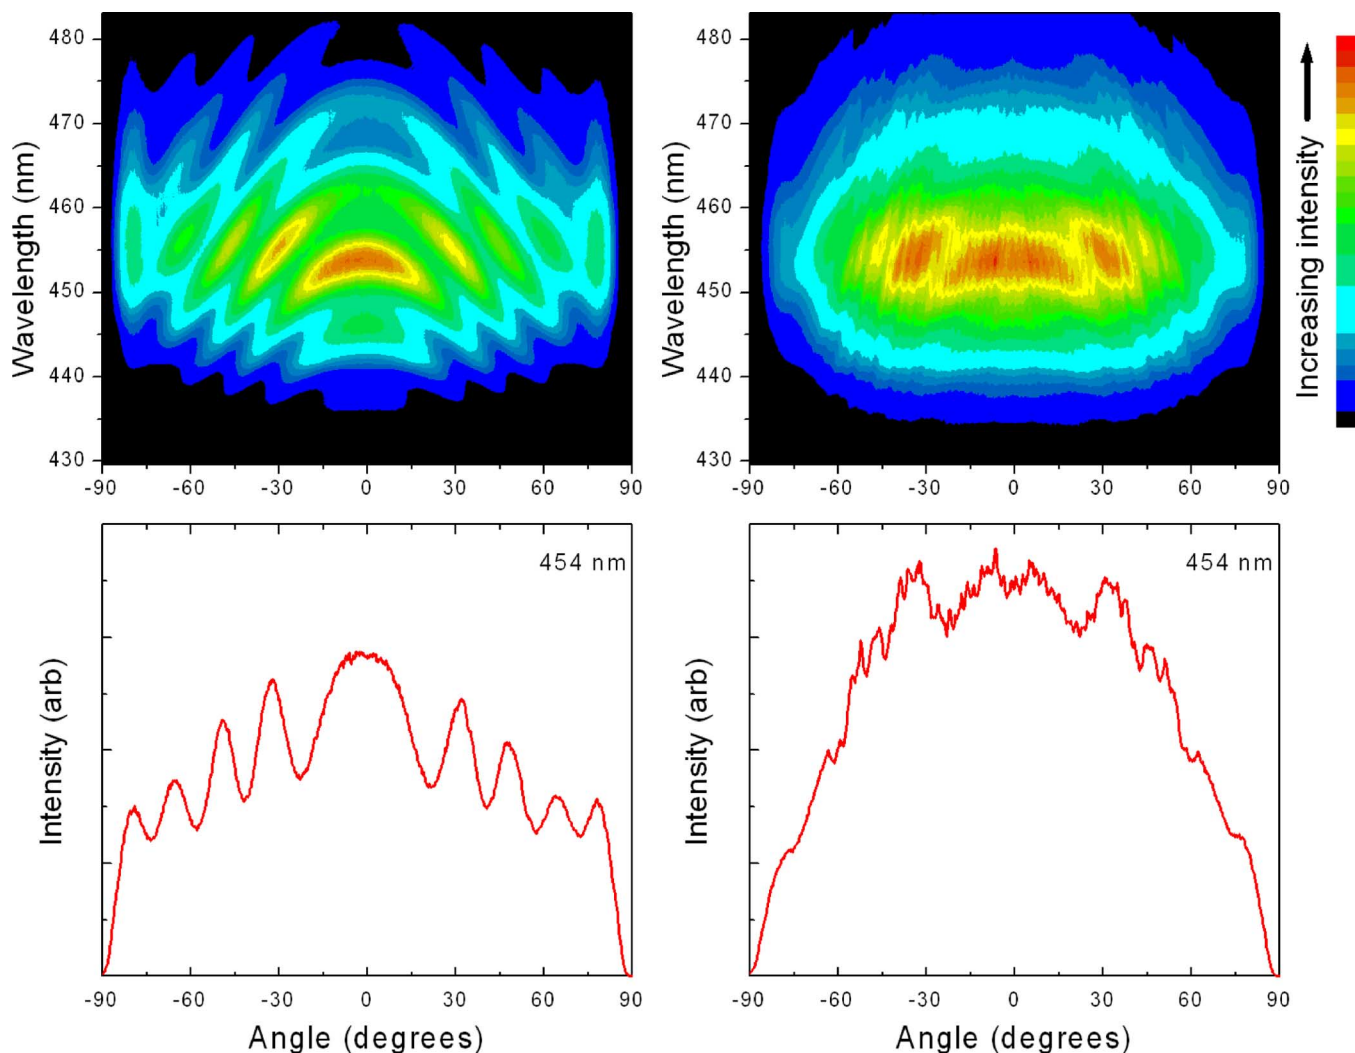 480
470
460
450
440
430
Wavelength (nm)
-90 -60 -30 0 30 60 90
480
470
460
450
440
430
Wavelength (nm)
-90 -60 -30 0 30 60 90
Increasing intensity
454 nm
Intensity (arb)
-90 -60 -30 0 30 60 90
Angle (degrees)
454 nm
Intensity (arb)
-90 -60 -30 0 30 60 90
Angle (degrees)